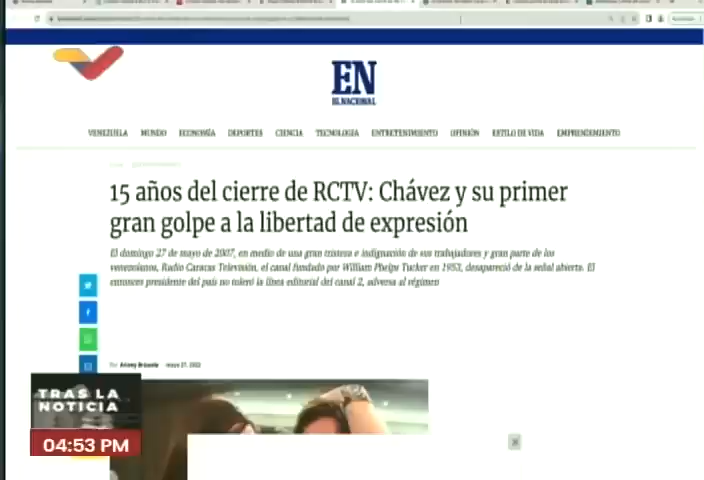 EN
EL NACIONAL
VENEZUELA MUNDO ECONOMÍA DEPORTES CIENCIA TECNOLOGÍA ENTRETENIMIENTO OPINIÓN ESTILO DE VIDA EMPRENDIMIENTO
15 años del cierre de RCTV: Chávez y su primer
gran golpe a la libertad de expresión
El domingo 27 de mayo de 2007, en medio de una gran tristeza e indignación de sus trabajadores y gran parte de los
venezolanos, Radio Caracas Televisión, el canal fundado por William Phelps Tucker en 1953, desapareció de la señal abierta. El
entonces presidente del país no toleró la línea editorial del canal 2, adversa al régimen
Por mayo 27, 2022
TRAS LA
NOTICIA
04:53 PM